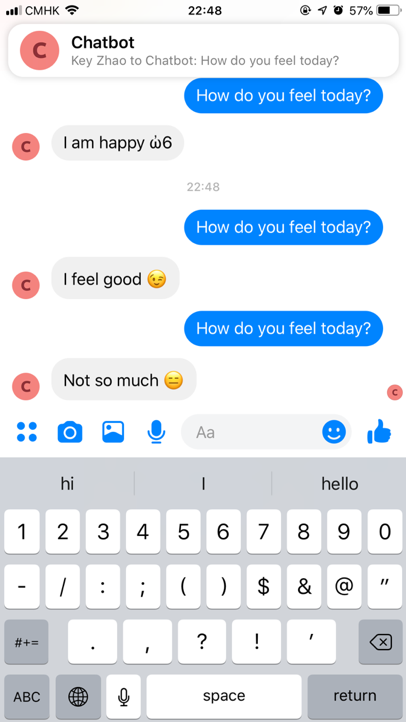 CMHK 22:48 57%
C
Chatbot
Key Zhao to Chatbot: How do you feel today?
How do you feel today?
C I am happy ὠ6
22:48
How do you feel today?
C I feel good 😉
How do you feel today?
C Not so much 😑 C
Aa
hi I hello
1 2 3 4 5 6 7 8 9 0
- / : ; ( ) $ & @ "
#+= . , ? ! ’
ABC space return